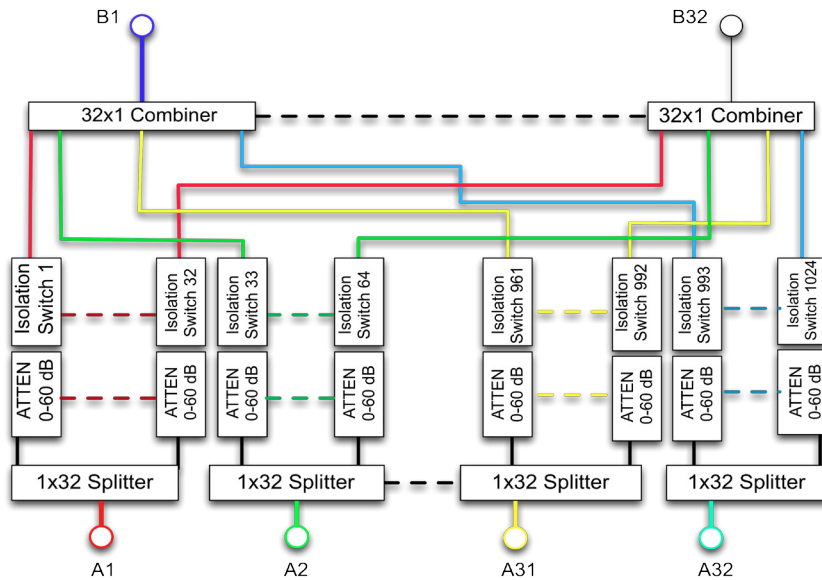 B1
B32
32x1 Combiner
32x1 Combiner
Isolation
Switch 1
Isolation
Switch 32
Isolation
Switch 33
Isolation
Switch 64
Isolation
Switch 961
Isolation
Switch 992
Isolation
Switch 993
Isolation
Switch 1024
ATTEN
0-60 dB
ATTEN
0-60 dB
ATTEN
0-60 dB
ATTEN
0-60 dB
ATTEN
0-60 dB
ATTEN
0-60 dB
ATTEN
0-60 dB
ATTEN
0-60 dB
1x32 Splitter
1x32 Splitter
1x32 Splitter
1x32 Splitter
A1
A2
A31
A32